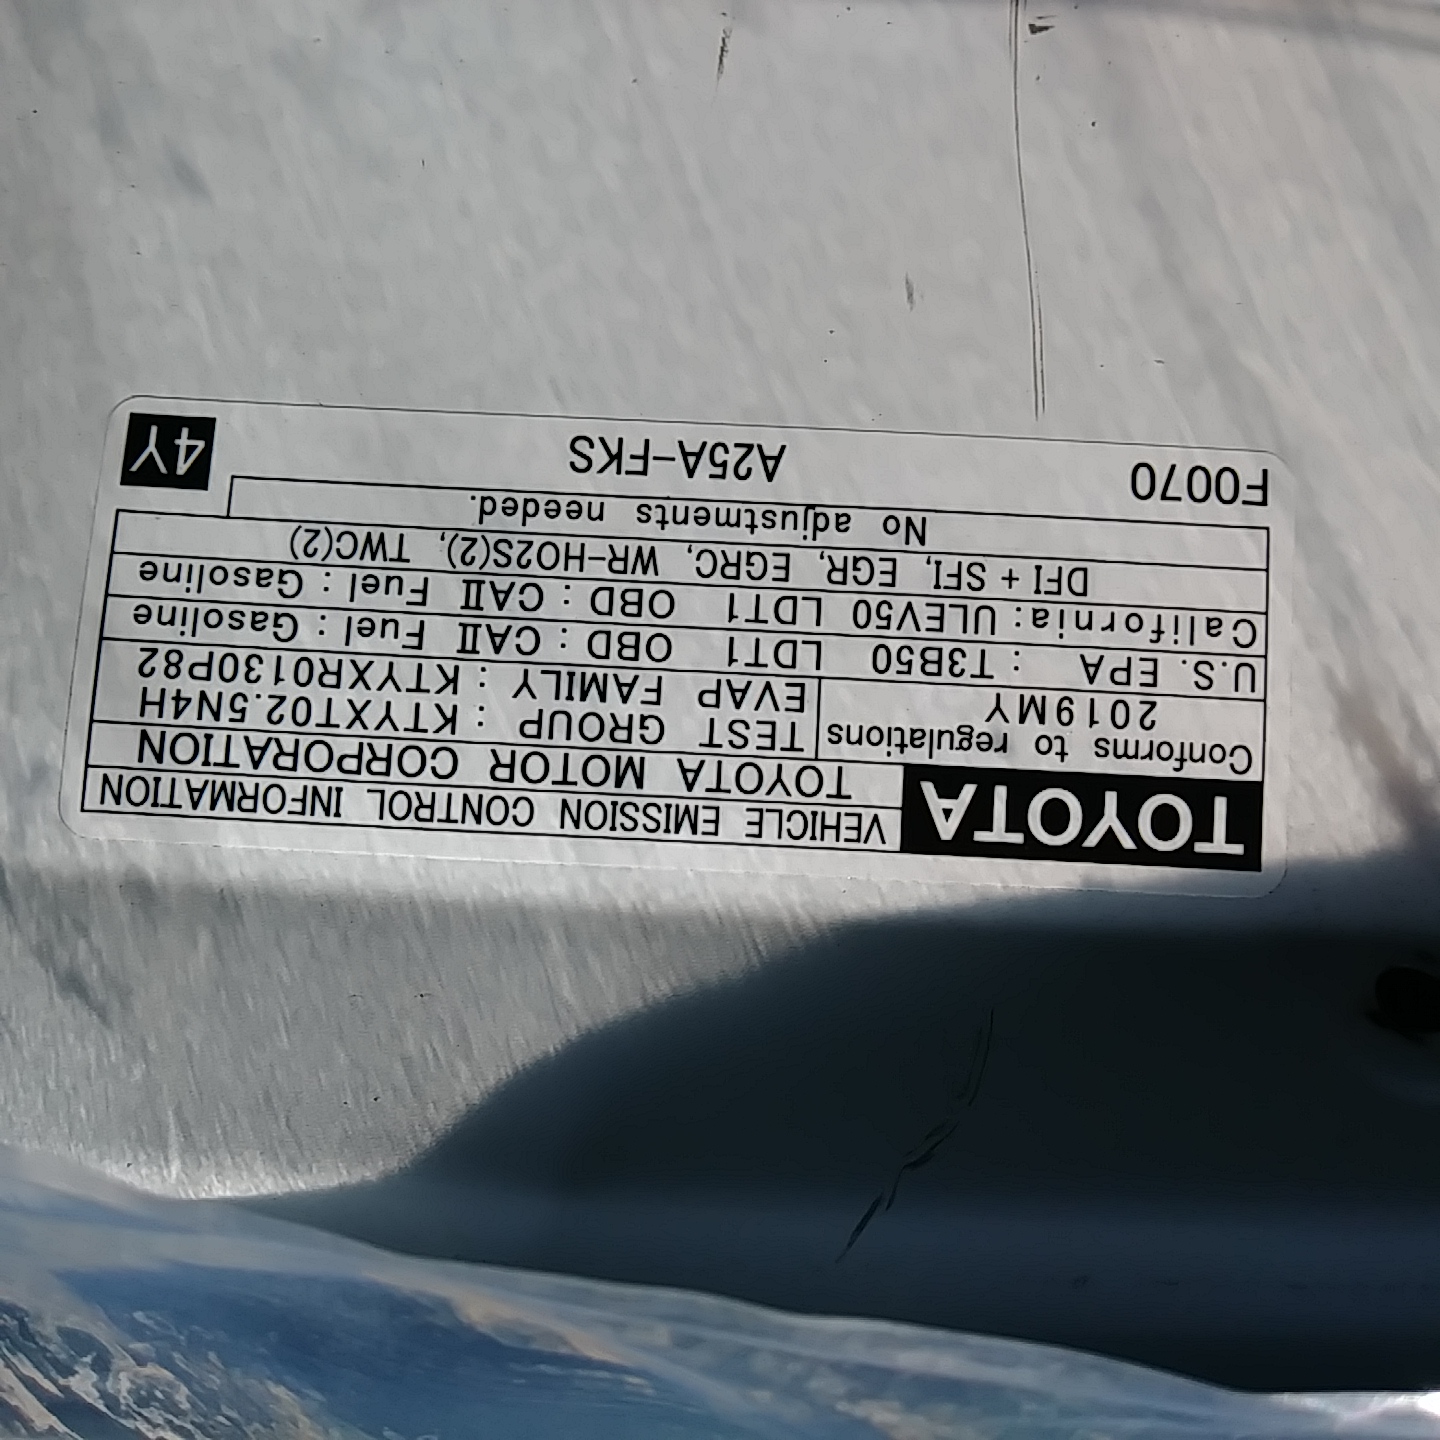 TOYOTA
VEHICLE EMISSION CONTROL INFORMATION
TOYOTA MOTOR CORPORATION
Conforms to regulations
2019MY
TEST GROUP : KTYXT02.5N4H
EVAP FAMILY : KTYXR0130P82
U.S. EPA : T3B50 LDT1 OBD : CAII Fuel : Gasoline
California: ULEV50 LDT1 OBD : CAII Fuel : Gasoline
DFI + SFI, EGR, EGRC, WR-HO2S(2), TWC(2)
No adjustments needed.
F0070 A25A-FKS 4Y